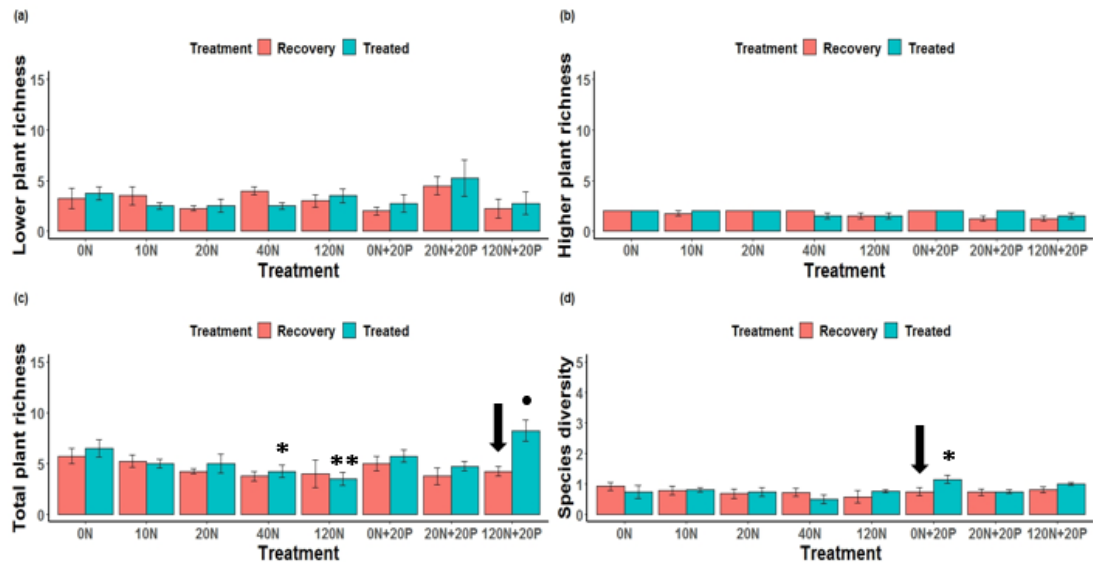 (a)
Treatment Recovery Treated
Lower plant richness
15
10
5
0
0N 10N 20N 40N 120N 0N+20P 20N+20P 120N+20P
Treatment
(b)
Treatment Recovery Treated
Higher plant richness
15
10
5
0
0N 10N 20N 40N 120N 0N+20P 20N+20P 120N+20P
Treatment
(c)
Treatment Recovery Treated
Total plant richness
15
10
5
0
* ** •
0N 10N 20N 40N 120N 0N+20P 20N+20P 120N+20P
Treatment
(d)
Treatment Recovery Treated
Species diversity
5
4
3
2
1
0
*
0N 10N 20N 40N 120N 0N+20P 20N+20P 120N+20P
Treatment